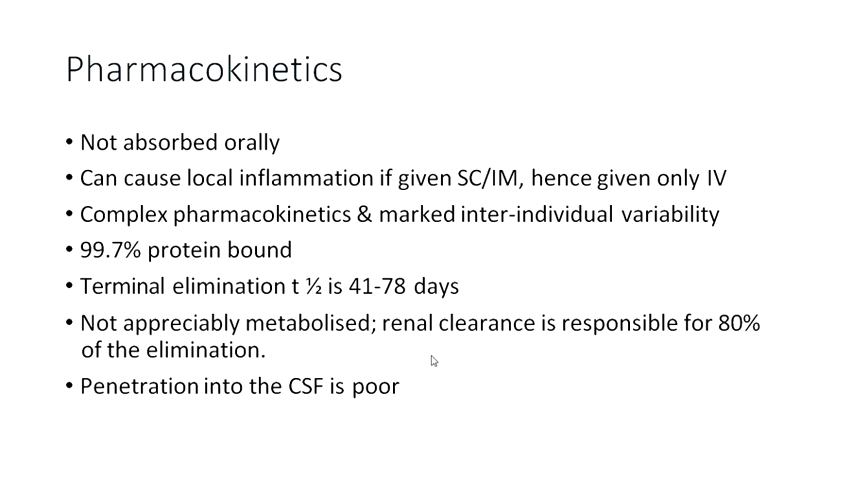 Pharmacokinetics
• Not absorbed orally
• Can cause local inflammation if given SC/IM, hence given only IV
• Complex pharmacokinetics & marked inter-individual variability
• 99.7% protein bound
• Terminal elimination t ½ is 41-78 days
• Not appreciably metabolised; renal clearance is responsible for 80%
of the elimination.
• Penetration into the CSF is poor